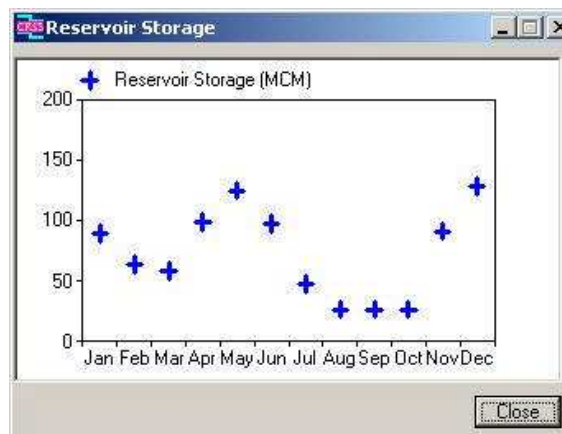 CRSS Reservoir Storage
Reservoir Storage (MCM)
200
150
100
50
0
Jan Feb Mar Apr May Jun Jul Aug Sep Oct Nov Dec
Close